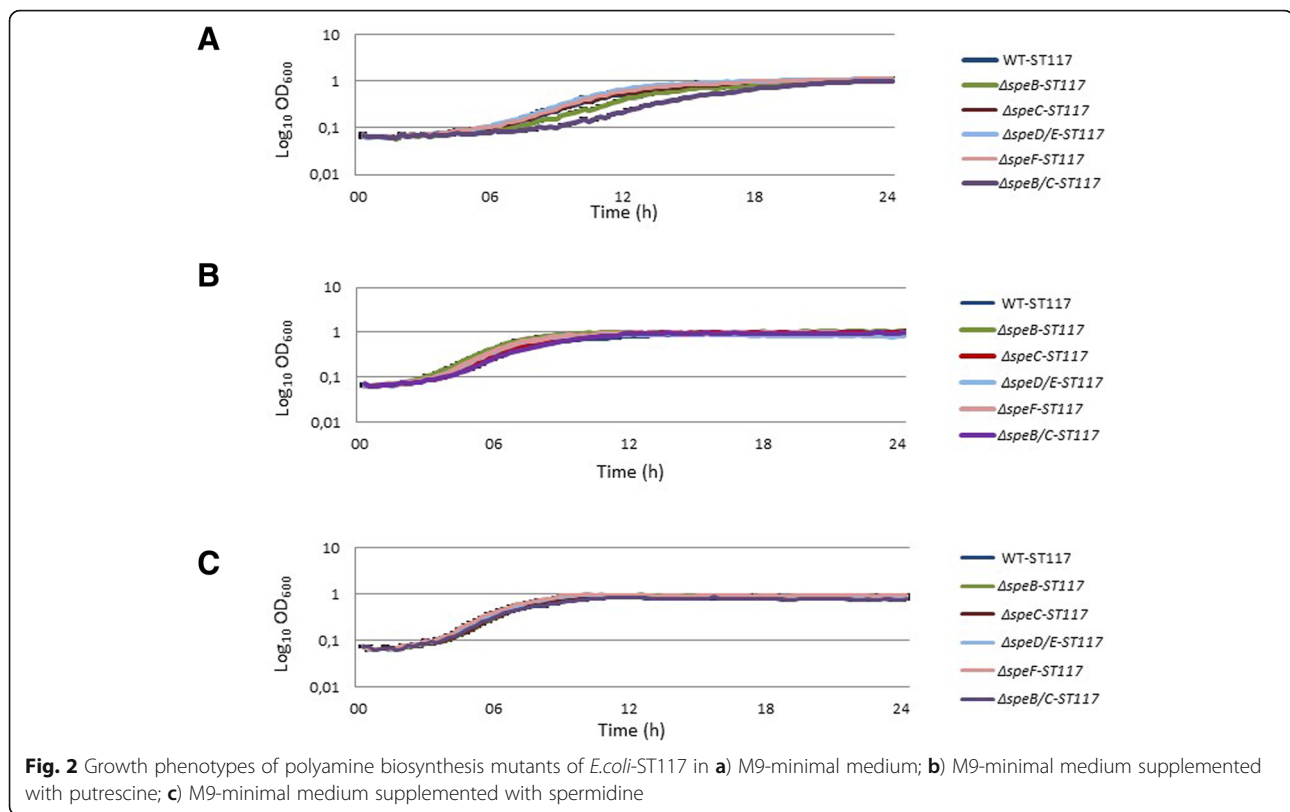 A
10
1
0,1
0,01
Log10 OD600
00 06 12 18 24
Time (h)
WT-ST117
ΔspeB-ST117
ΔspeC-ST117
ΔspeD/E-ST117
ΔspeF-ST117
ΔspeB/C-ST117
B
10
1
0,1
0,01
Log10 OD600
00 06 12 18 24
Time (h)
WT-ST117
ΔspeB-ST117
ΔspeC-ST117
ΔspeD/E-ST117
ΔspeF-ST117
ΔspeB/C-ST117
C
10
1
0,1
0,01
Log10 OD600
00 06 12 18 24
Time (h)
WT-ST117
ΔspeB-ST117
ΔspeC-ST117
ΔspeD/E-ST117
ΔspeF-ST117
ΔspeB/C-ST117
Fig. 2 Growth phenotypes of polyamine biosynthesis mutants of E.coli-ST117 in a) M9-minimal medium; b) M9-minimal medium supplemented
with putrescine; c) M9-minimal medium supplemented with spermidine